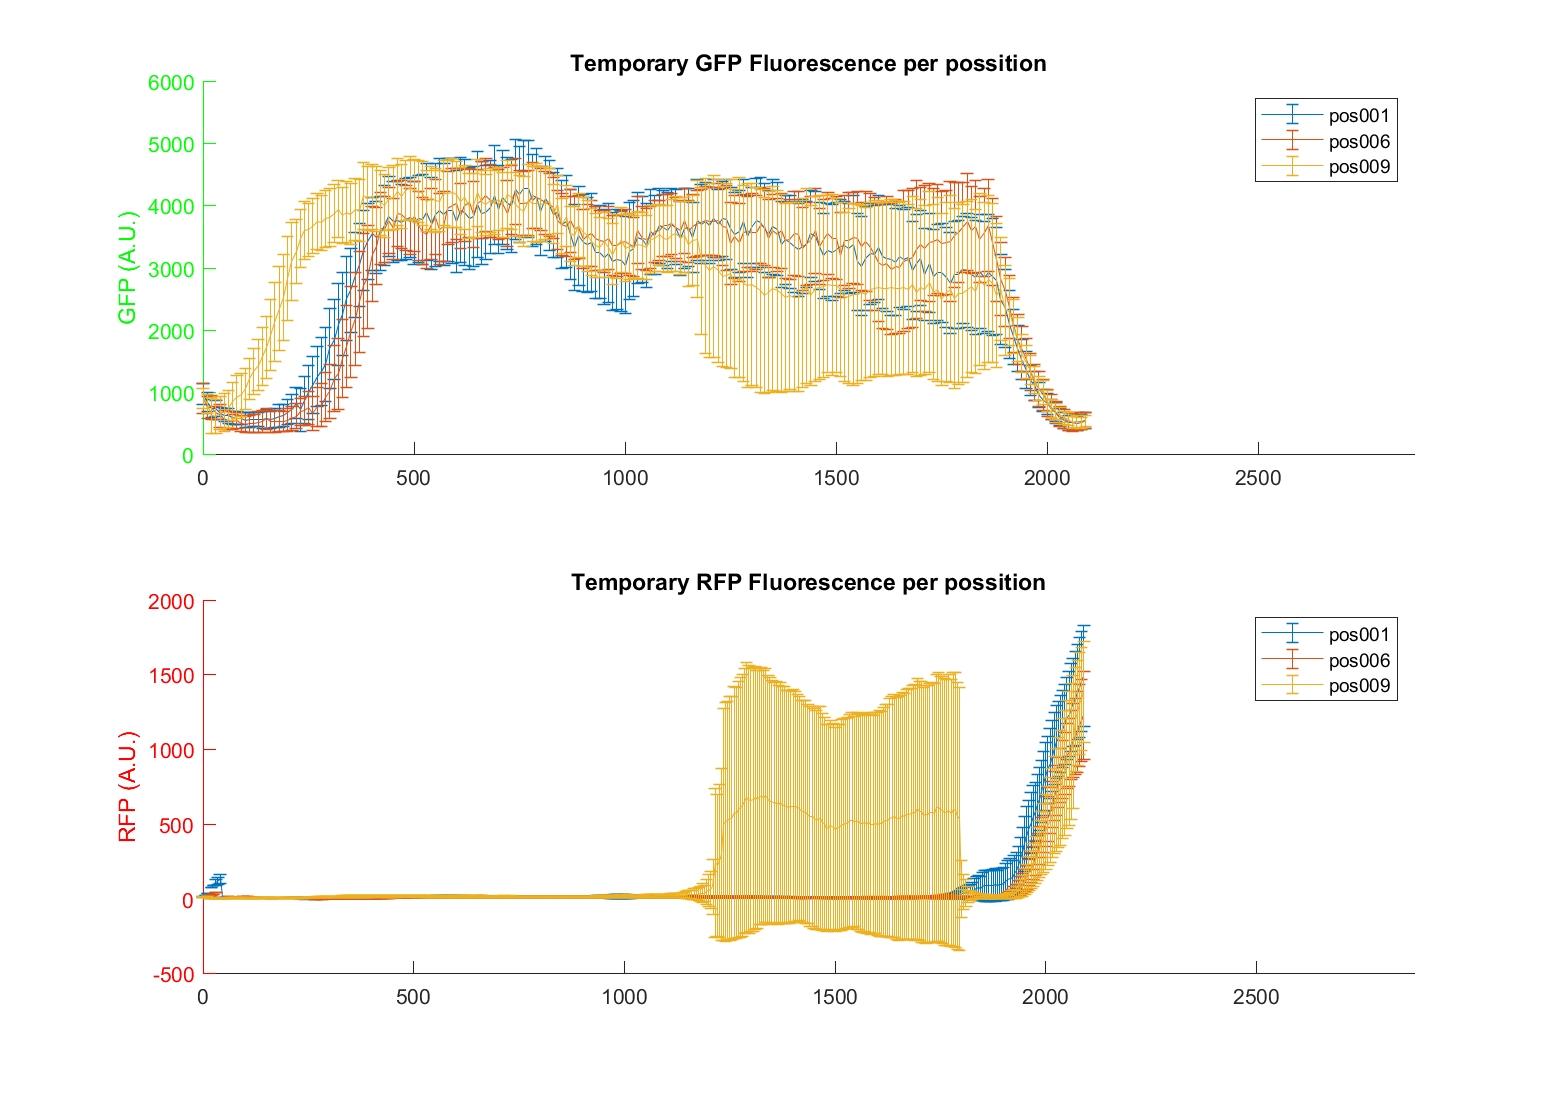 Temporary GFP Fluorescence per possition
6000
5000
4000
3000
2000
1000
0
GFP (A.U.)
0 500 1000 1500 2000 2500
pos001
pos006
pos009
Temporary RFP Fluorescence per possition
2000
1500
1000
500
0
-500
RFP (A.U.)
0 500 1000 1500 2000 2500
pos001
pos006
pos009